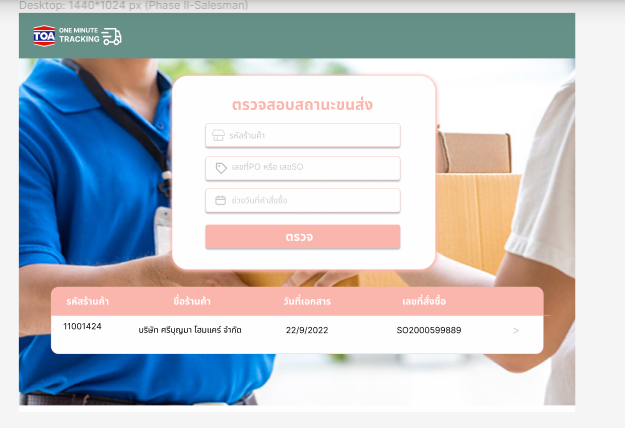 Desktop: 1440*1024 px (Phase II-Salesman)
TOA ONE MINUTE TRACKING
ตรวจสอบสถานะขนส่ง
รหัสร้านค้า
เลขที่PO หรือ เลขSO
ช่วงวันที่คำสั่งซื้อ
ตรวจ
รหัสร้านค้า ชื่อร้านค้า วันที่เอกสาร เลขที่สั่งซื้อ
11001424 บริษัท ศรีบุญมา โฮมแคร์ จำกัด 22/9/2022 SO2000599889 >